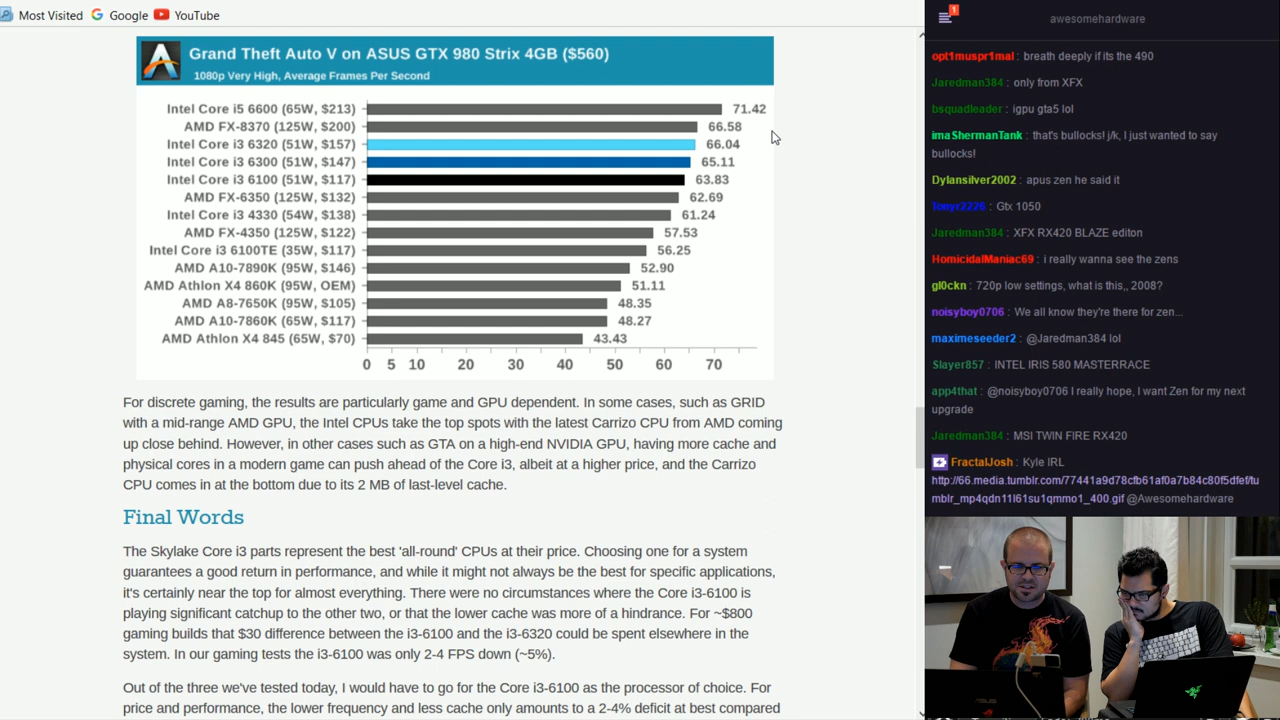 Most Visited Google YouTube
Grand Theft Auto V on ASUS GTX 980 Strix 4GB ($560)
1080p Very High, Average Frames Per Second
Intel Core i5 6600 (65W, $213) 71.42
AMD FX-8370 (125W, $200) 66.58
Intel Core i3 6320 (51W, $157) 66.04
Intel Core i3 6300 (51W, $147) 65.11
Intel Core i3 6100 (51W, $117) 63.83
AMD FX-6350 (125W, $132) 62.69
Intel Core i3 4330 (54W, $138) 61.24
AMD FX-4350 (125W, $122) 57.53
Intel Core i3 6100TE (35W, $117) 56.25
AMD A10-7890K (95W, $146) 52.90
AMD Athlon X4 860K (95W, OEM) 51.11
AMD A8-7650K (95W, $105) 48.35
AMD A10-7860K (65W, $117) 48.27
AMD Athlon X4 845 (65W, $70) 43.43
0 5 10 20 30 40 50 60 70
For discrete gaming, the results are particularly game and GPU dependent. In some cases, such as GRID
with a mid-range AMD GPU, the Intel CPUs take the top spots with the latest Carrizo CPU from AMD coming
up close behind. However, in other cases such as GTA on a high-end NVIDIA GPU, having more cache and
physical cores in a modern game can push ahead of the Core i3, albeit at a higher price, and the Carrizo
CPU comes in at the bottom due to its 2 MB of last-level cache.
Final Words
The Skylake Core i3 parts represent the best 'all-round' CPUs at their price. Choosing one for a system
guarantees a good return in performance, and while it might not always be the best for specific applications,
it's certainly near the top for almost everything. There were no circumstances where the Core i3-6100 is
playing significant catchup to the other two, or that the lower cache was more of a hindrance. For ~$800
gaming builds that $30 difference between the i3-6100 and the i3-6320 could be spent elsewhere in the
system. In our gaming tests the i3-6100 was only 2-4 FPS down (~5%).
Out of the three we've tested today, I would have to go for the Core i3-6100 as the processor of choice. For
price and performance, the lower frequency and less cache only amounts to a 2-4% deficit at best compared
1
awesomehardware
opt1muspr1mal : breath deeply if its the 490
Jaredman384 : only from XFX
bsquadleader : igpu gta5 lol
imaShermanTank : that's bullocks! j/k, I just wanted to say
bullocks!
Dylansilver2002 : apus zen he said it
Tonyr2226 : Gtx 1050
Jaredman384 : XFX RX420 BLAZE editon
HomicidalManiac69 : i really wanna see the zens
gl0ckn : 720p low settings, what is this,, 2008?
noisyboy0706 : We all know they're there for zen...
maximeseeder2 : @Jaredman384 lol
Slayer857 : INTEL IRIS 580 MASTERRACE
app4that : @noisyboy0706 I really hope, I want Zen for my next
upgrade
Jaredman384 : MSI TWIN FIRE RX420
FractalJosh : Kyle IRL
http://66.media.tumblr.com/77441a9d78cfb61af0a7b84c80f5dfef/tu
mblr_mp4qdn11l61su1qmmo1_400.gif @Awesomehardware